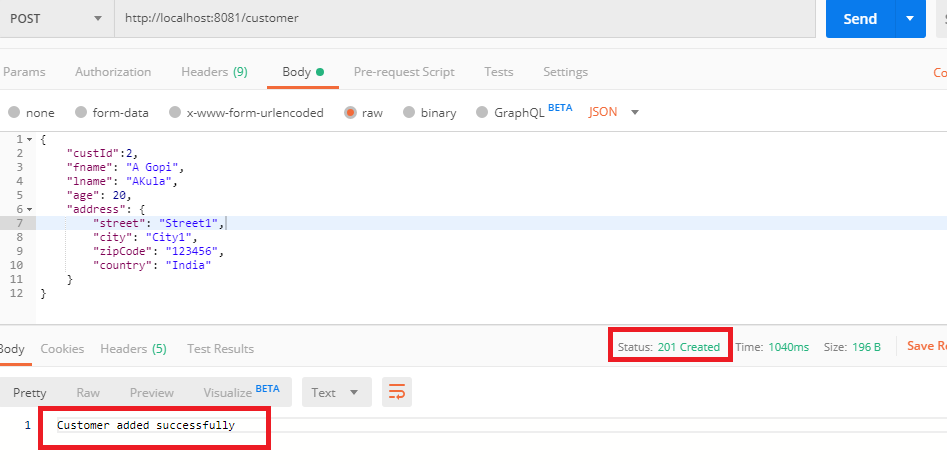 POST http://localhost:8081/customer Send
Params Authorization Headers (9) Body Pre-request Script Tests Settings Co
none form-data x-www-form-urlencoded raw binary GraphQL BETA JSON
1 {
2 "custId":2,
3 "fname": "A Gopi",
4 "lname": "AKula",
5 "age": 20,
6 "address": {
7 "street": "Street1",
8 "city": "City1",
9 "zipCode": "123456",
10 "country": "India"
11 }
12 }
Body Cookies Headers (5) Test Results Status: 201 Created Time: 1040ms Size: 196 B Save Re
Pretty Raw Preview Visualize BETA Text
1 Customer added successfully